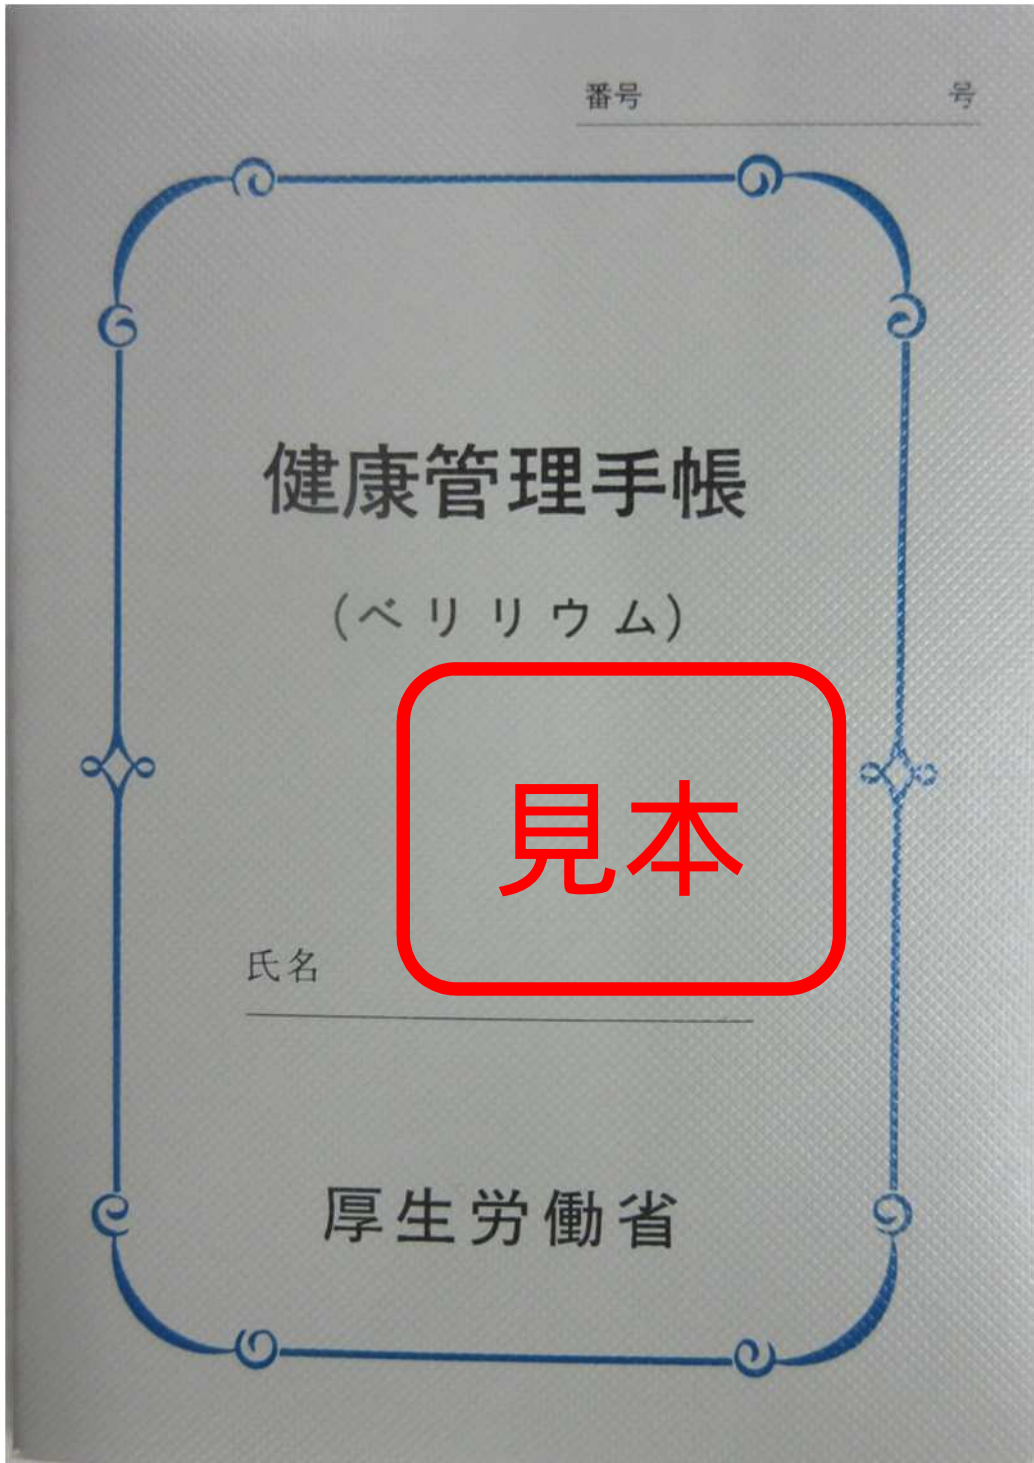 番号　　　　号
健康管理手帳
（ベリリウム）
見本
氏名
厚生労働省